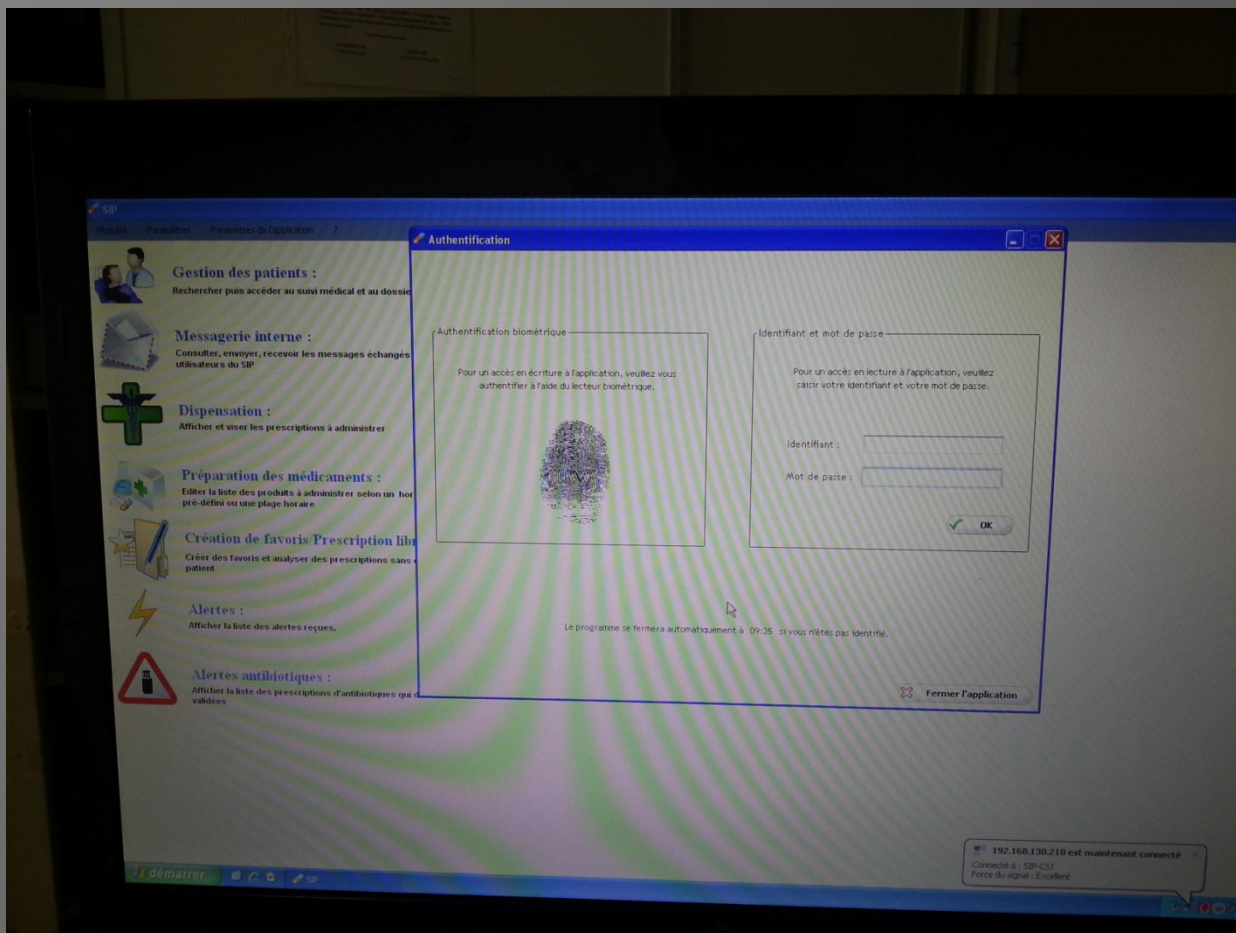 SIP
Modules Paramètres Paramètres de l'application ?
Gestion des patients :
Rechercher puis accéder au suivi médical et au dossie
Messagerie interne :
Consulter, envoyer, recevoir les messages échangés
utilisateurs du SIP
Dispensation :
Afficher et viser les prescriptions à administrer
Préparation des médicaments :
Editer la liste des produits à administrer selon un hor
pré-défini ou une plage horaire
Création de favoris/Prescription lib
Créer des favoris et analyser des prescriptions sans
patient
Alertes :
Afficher la liste des alertes reçues.
Alertes antibiotiques :
Afficher la liste des prescriptions d'antibiotiques qui
validées
Authentification
Authentification biométrique
Pour un accès en écriture à l'application, veuillez vous
authentifier à l'aide du lecteur biométrique.
Identifiant et mot de passe
Pour un accès en lecture à l'application, veuillez
saisir votre identifiant et votre mot de passe.
Identifiant :
Mot de passe :
OK
Le programme se fermera automatiquement à 09:35 si vous n'êtes pas identifié.
Fermer l'application
192.168.130.210 est maintenant connecté
Connecté à : SIP-CS1
Force du signal : Excellent
démarrer
SIP